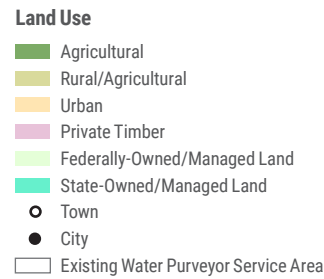 Land Use
Agricultural
Rural/Agricultural
Urban
Private Timber
Federally-Owned/Managed Land
State-Owned/Managed Land
Town
City
Existing Water Purveyor Service Area